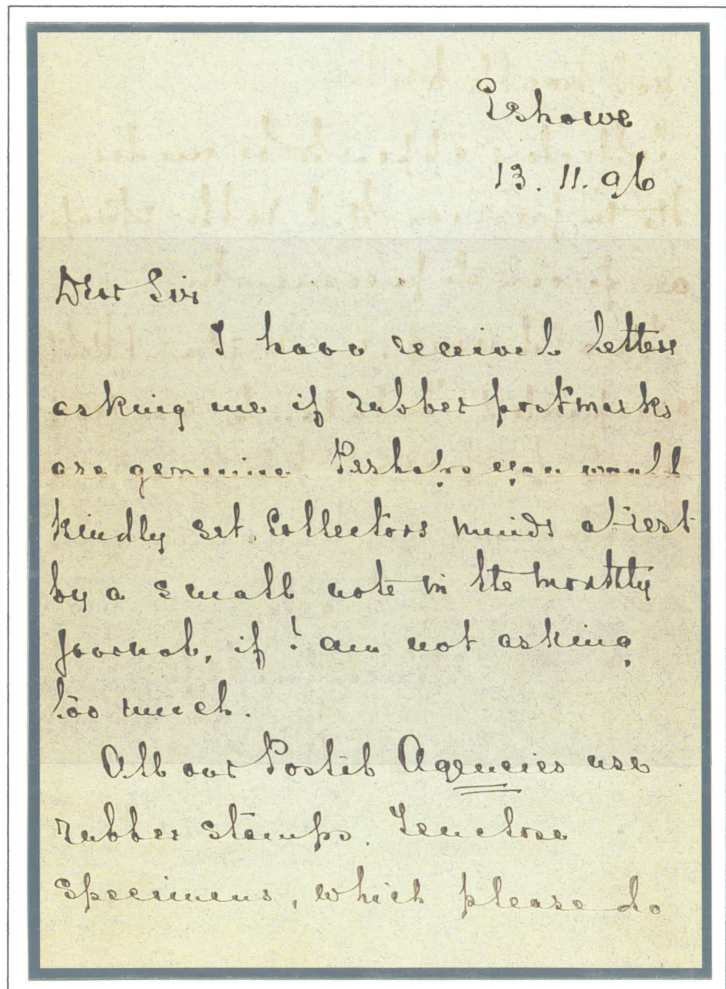 Eshowe
13. 11. 96
Dear Sir
I have received letters
asking me if rubber postmarks
are genuine. Perhaps you would
kindly set collectors minds at rest
by a small note in the monthly
journal, if I am not asking
too much.
All our Postal Agencies use
rubber stamps. I enclose
specimens, which please do